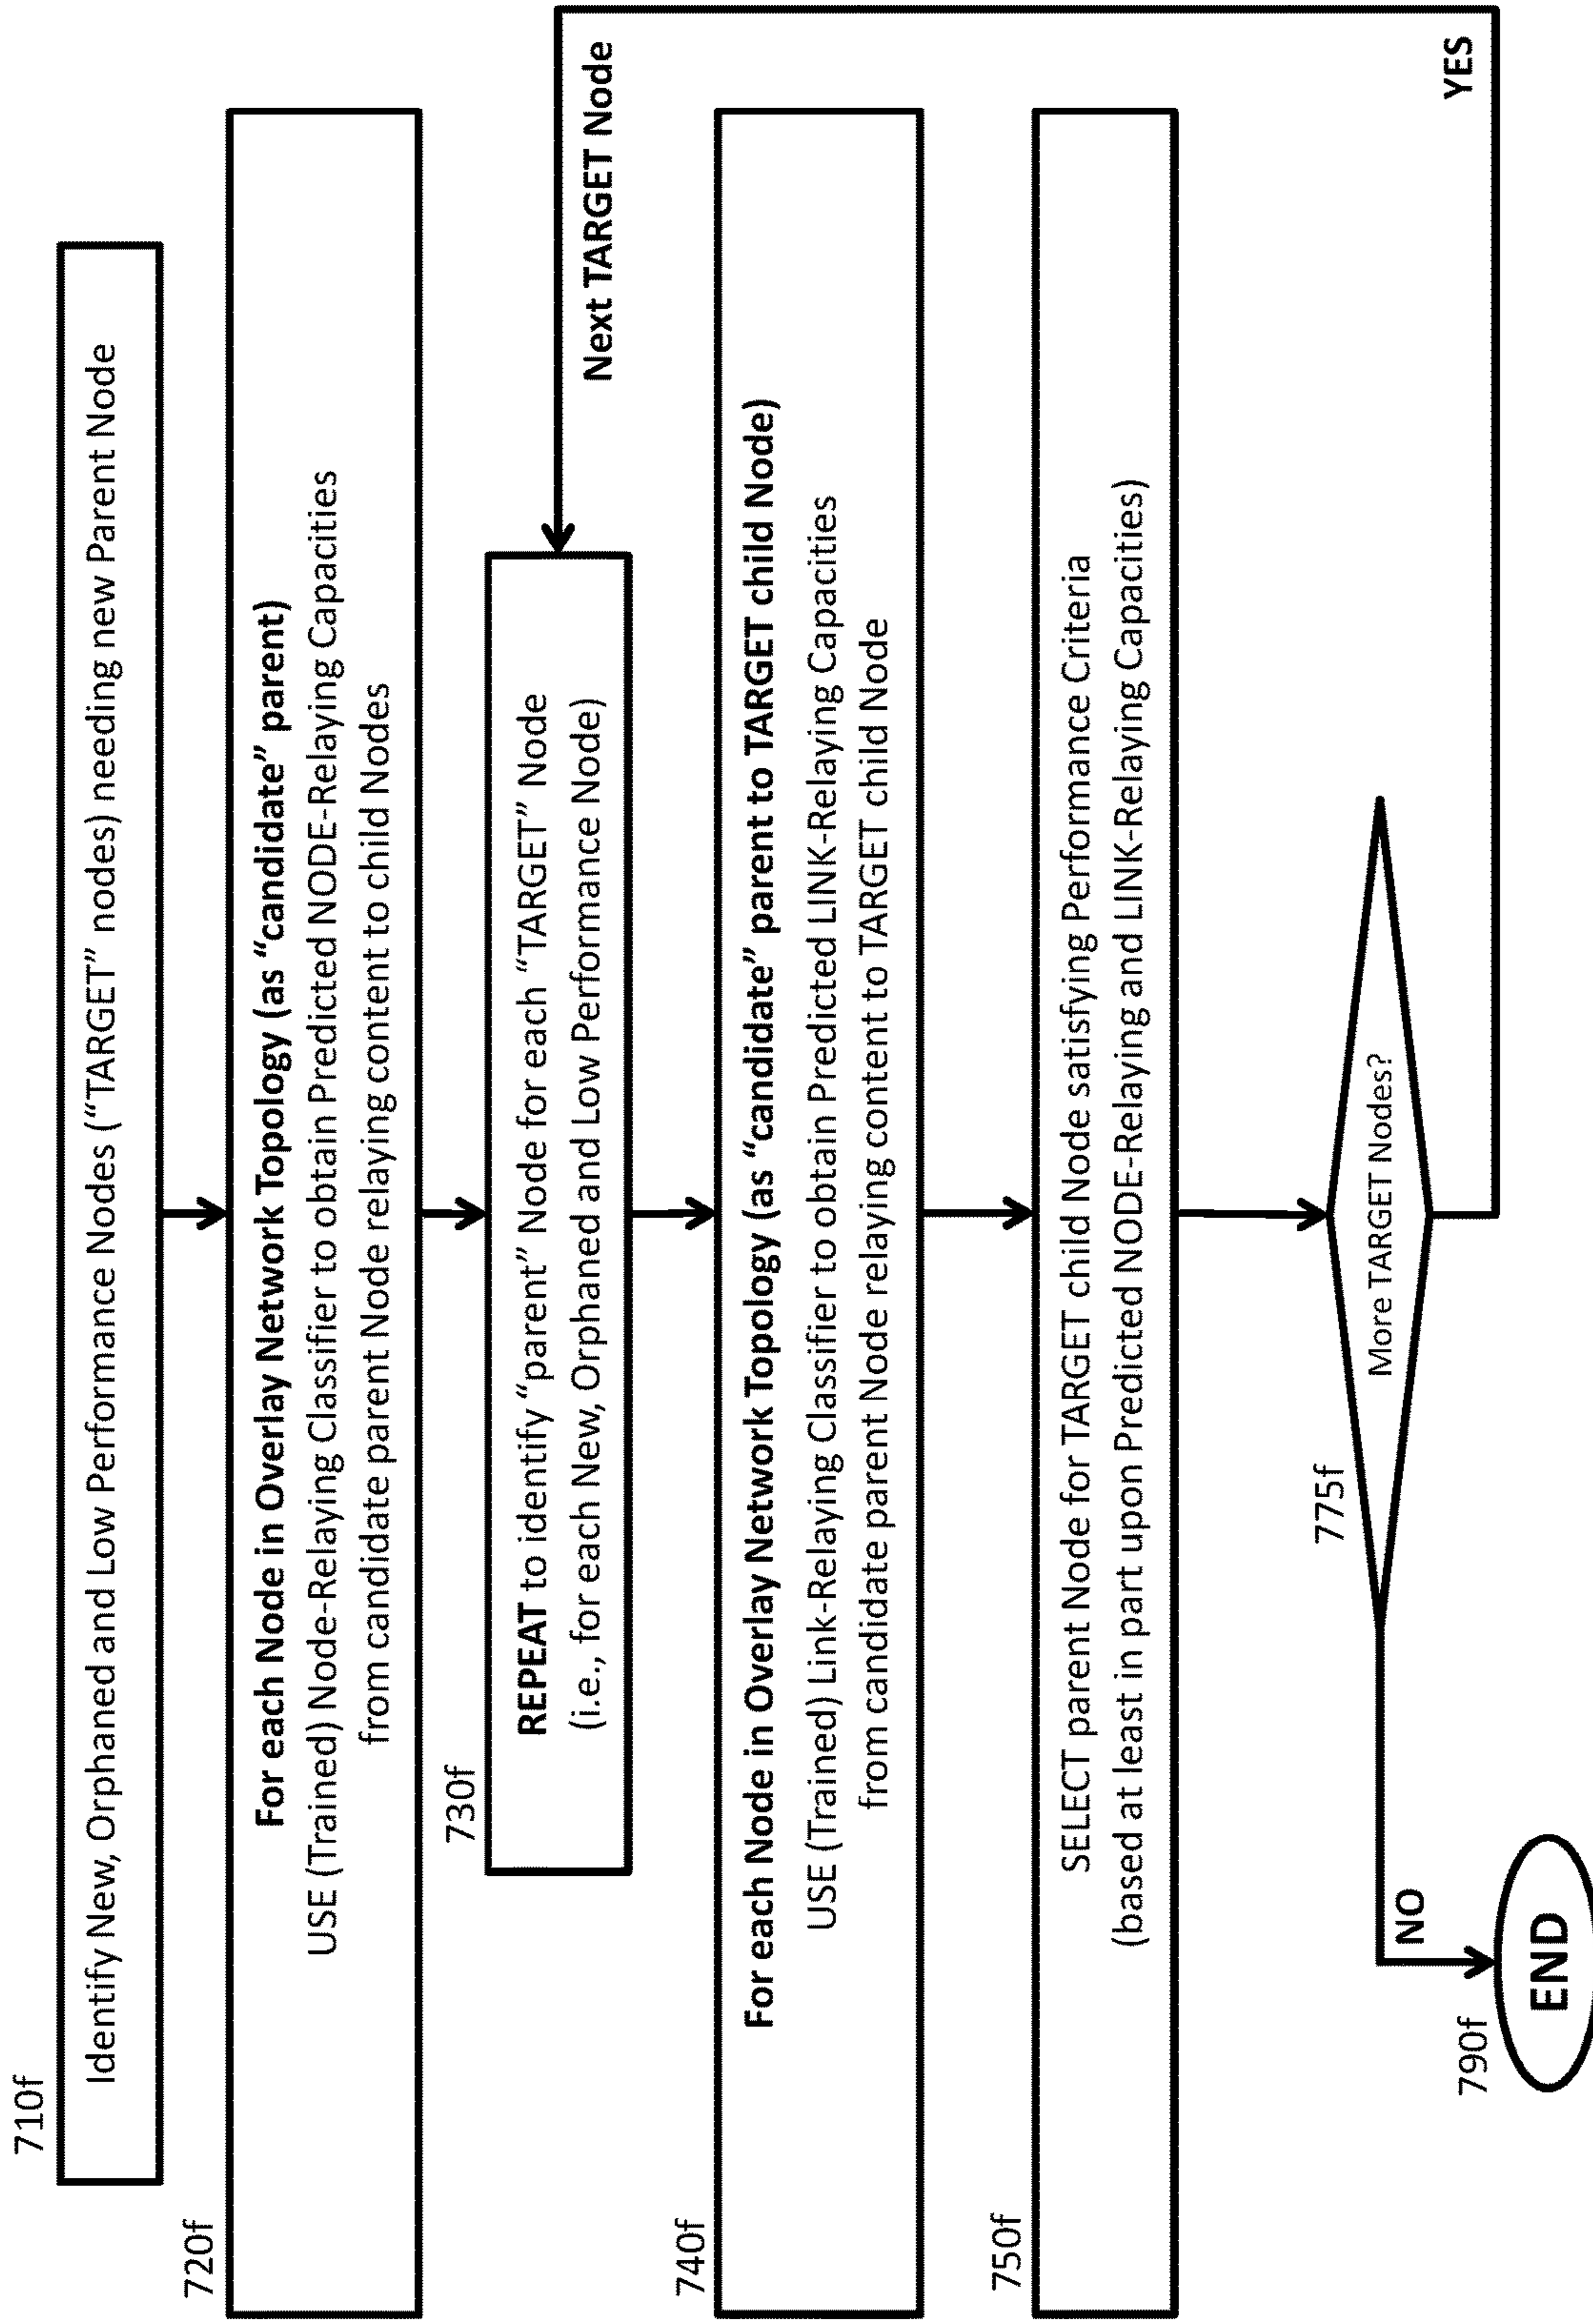 710f
Identify New, Orphaned and Low Performance Nodes (“TARGET” nodes) needing new Parent Node
720f
For each Node in Overlay Network Topology (as “candidate” parent)
USE (Trained) Node-Relaying Classifier to obtain Predicted NODE-Relaying Capacities
from candidate parent Node relaying content to child Nodes
730f
REPEAT to identify “parent” Node for each “TARGET” Node
(i.e., for each New, Orphaned and Low Performance Node)
Next TARGET Node
740f
For each Node in Overlay Network Topology (as “candidate” parent to TARGET child Node)
USE (Trained) Link-Relaying Classifier to obtain Predicted LINK-Relaying Capacities
from candidate parent Node relaying content to TARGET child Node
750f
SELECT parent Node for TARGET child Node satisfying Performance Criteria
(based at least in part upon Predicted NODE-Relaying and LINK-Relaying Capacities)
775f
More TARGET Nodes?
NO
YES
790f
END